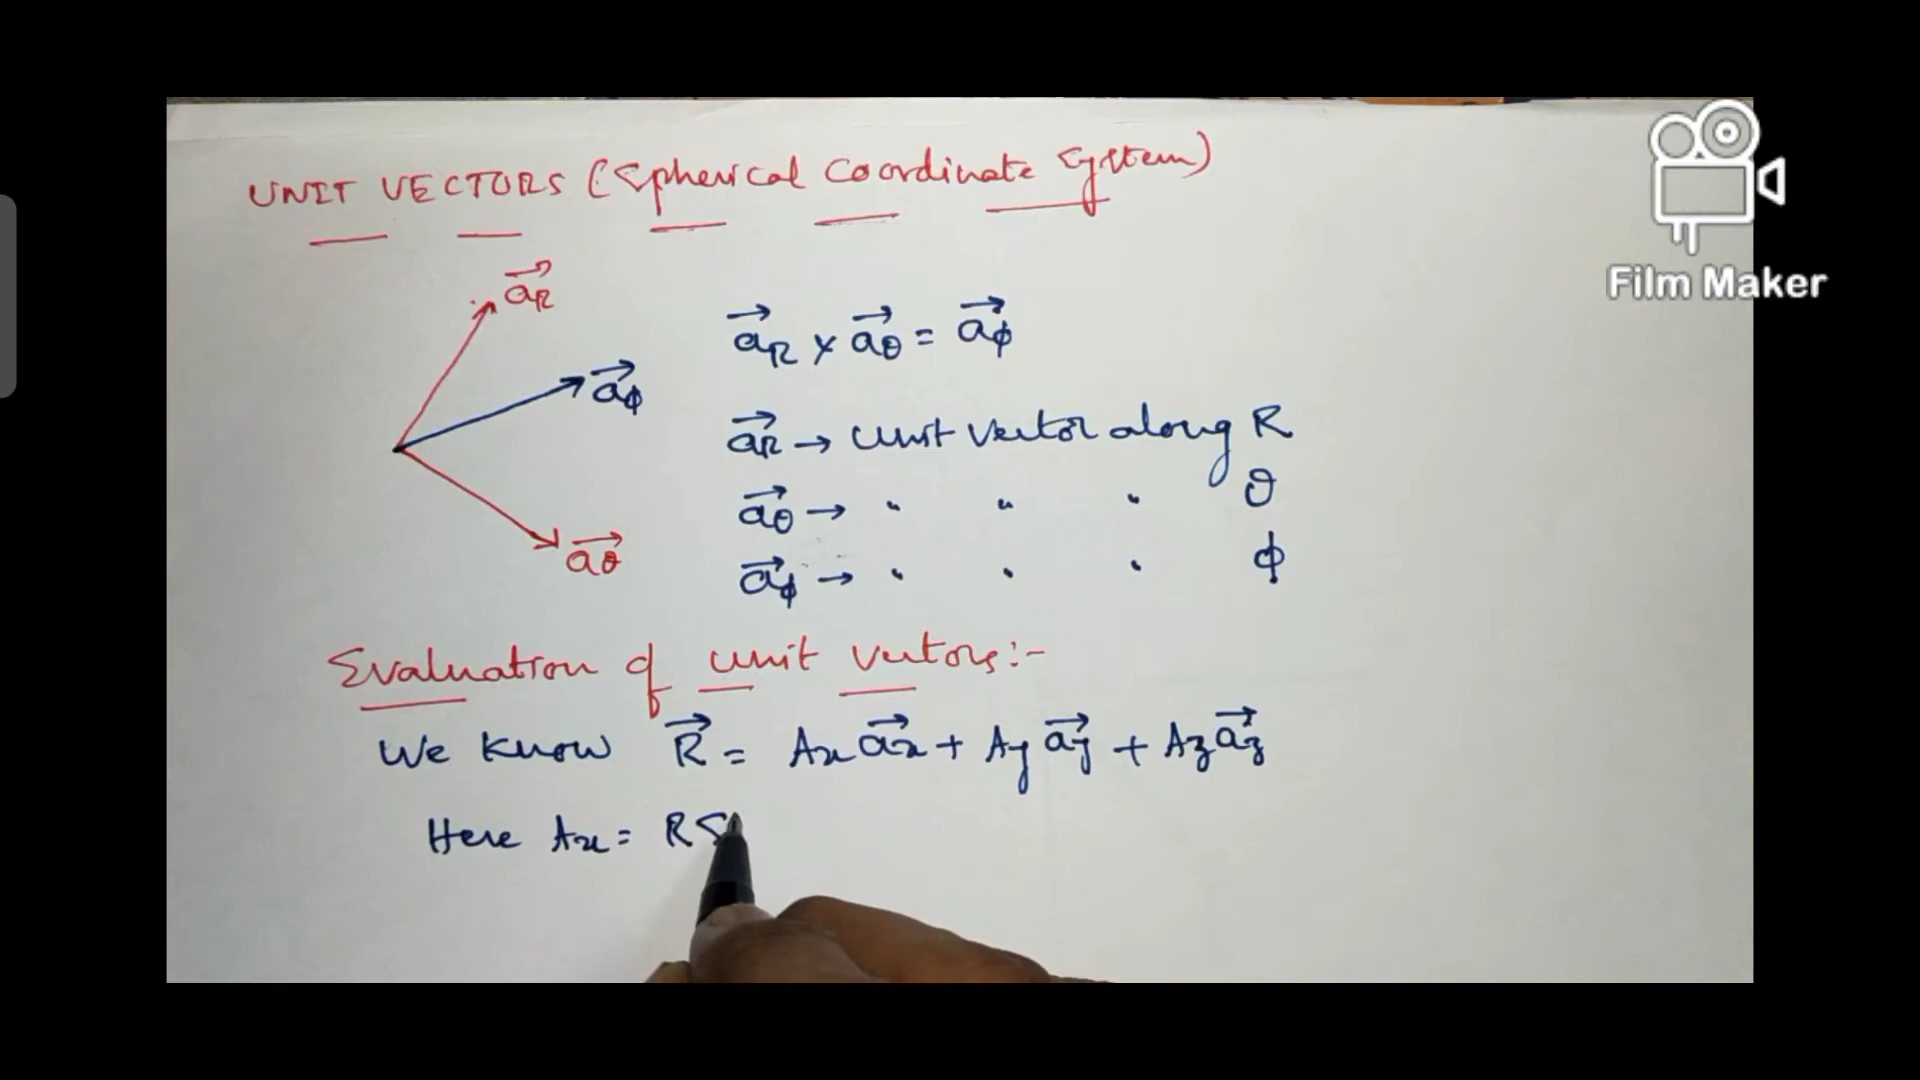 UNIT VECTORS (Spherical Coordinate System)
Film Maker
→aR
→aϕ
→aθ
→aR × →aθ = →aϕ
→aR → Unit Vector along R
→aθ → " " " θ
→aϕ → " " " ϕ
Evaluation of unit vectors:-
We know →R = Ax →ax + Ay →ay + Az →az
Here Ax = RS